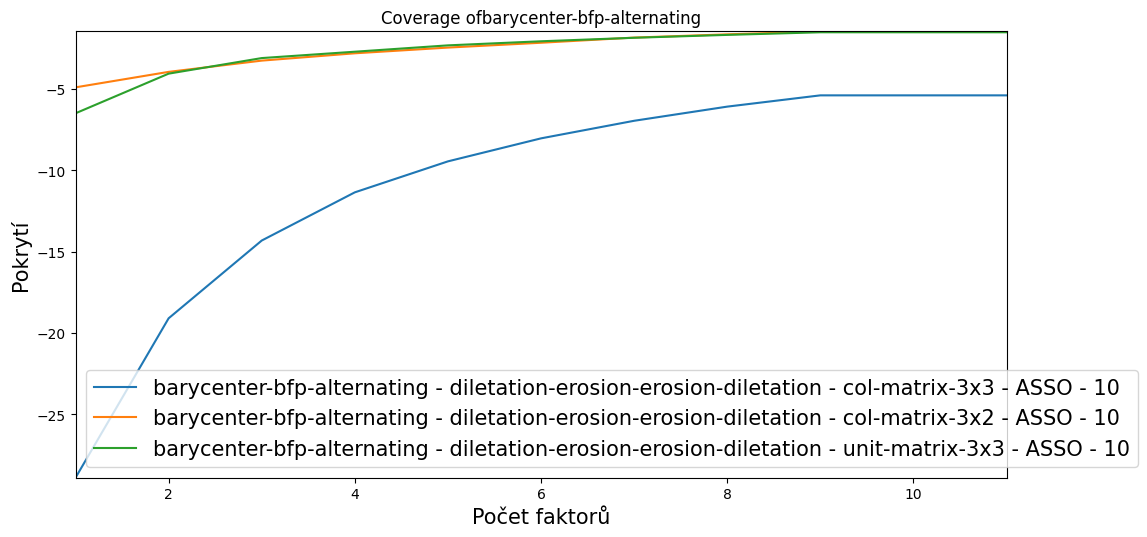 Coverage ofbarycenter-bfp-alternating
Pokrytí
−5
−10
−15
−20
−25
barycenter-bfp-alternating - diletation-erosion-erosion-diletation - col-matrix-3x3 - ASSO - 10
barycenter-bfp-alternating - diletation-erosion-erosion-diletation - col-matrix-3x2 - ASSO - 10
barycenter-bfp-alternating - diletation-erosion-erosion-diletation - unit-matrix-3x3 - ASSO - 10
2 4 6 8 10
Počet faktorů